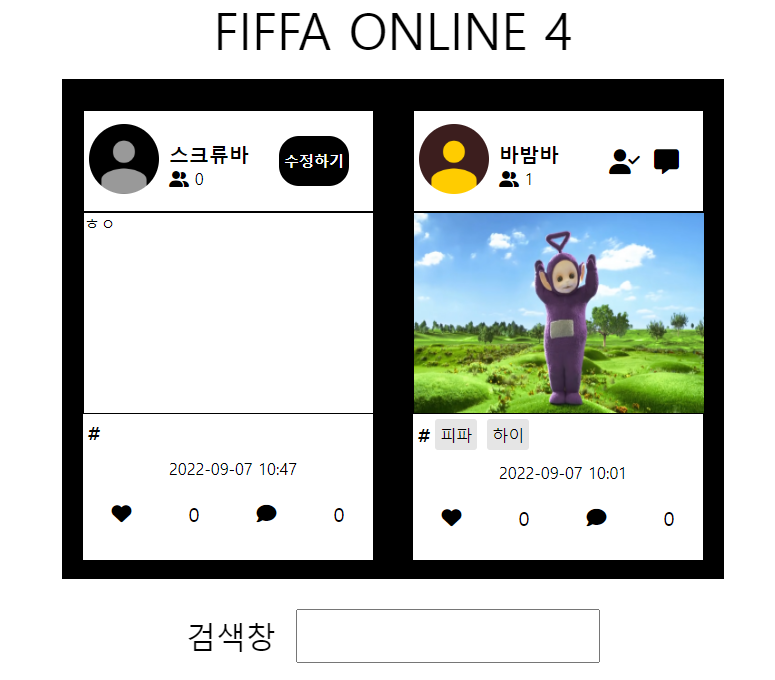 FIFFA ONLINE 4
스크류바
0
수정하기
ㅎㅇ
#
2022-09-07 10:47
0
0
바밤바
1
# 피파 하이
2022-09-07 10:01
0
0
검색창